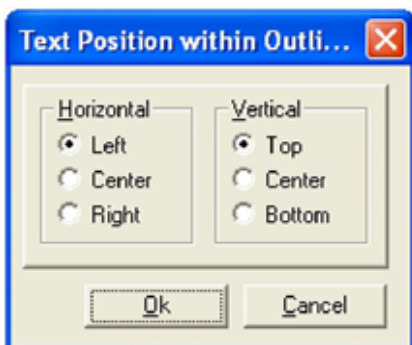 Text Position within Outli...
Horizontal
Left
Center
Right
Vertical
Top
Center
Bottom
Ok
Cancel